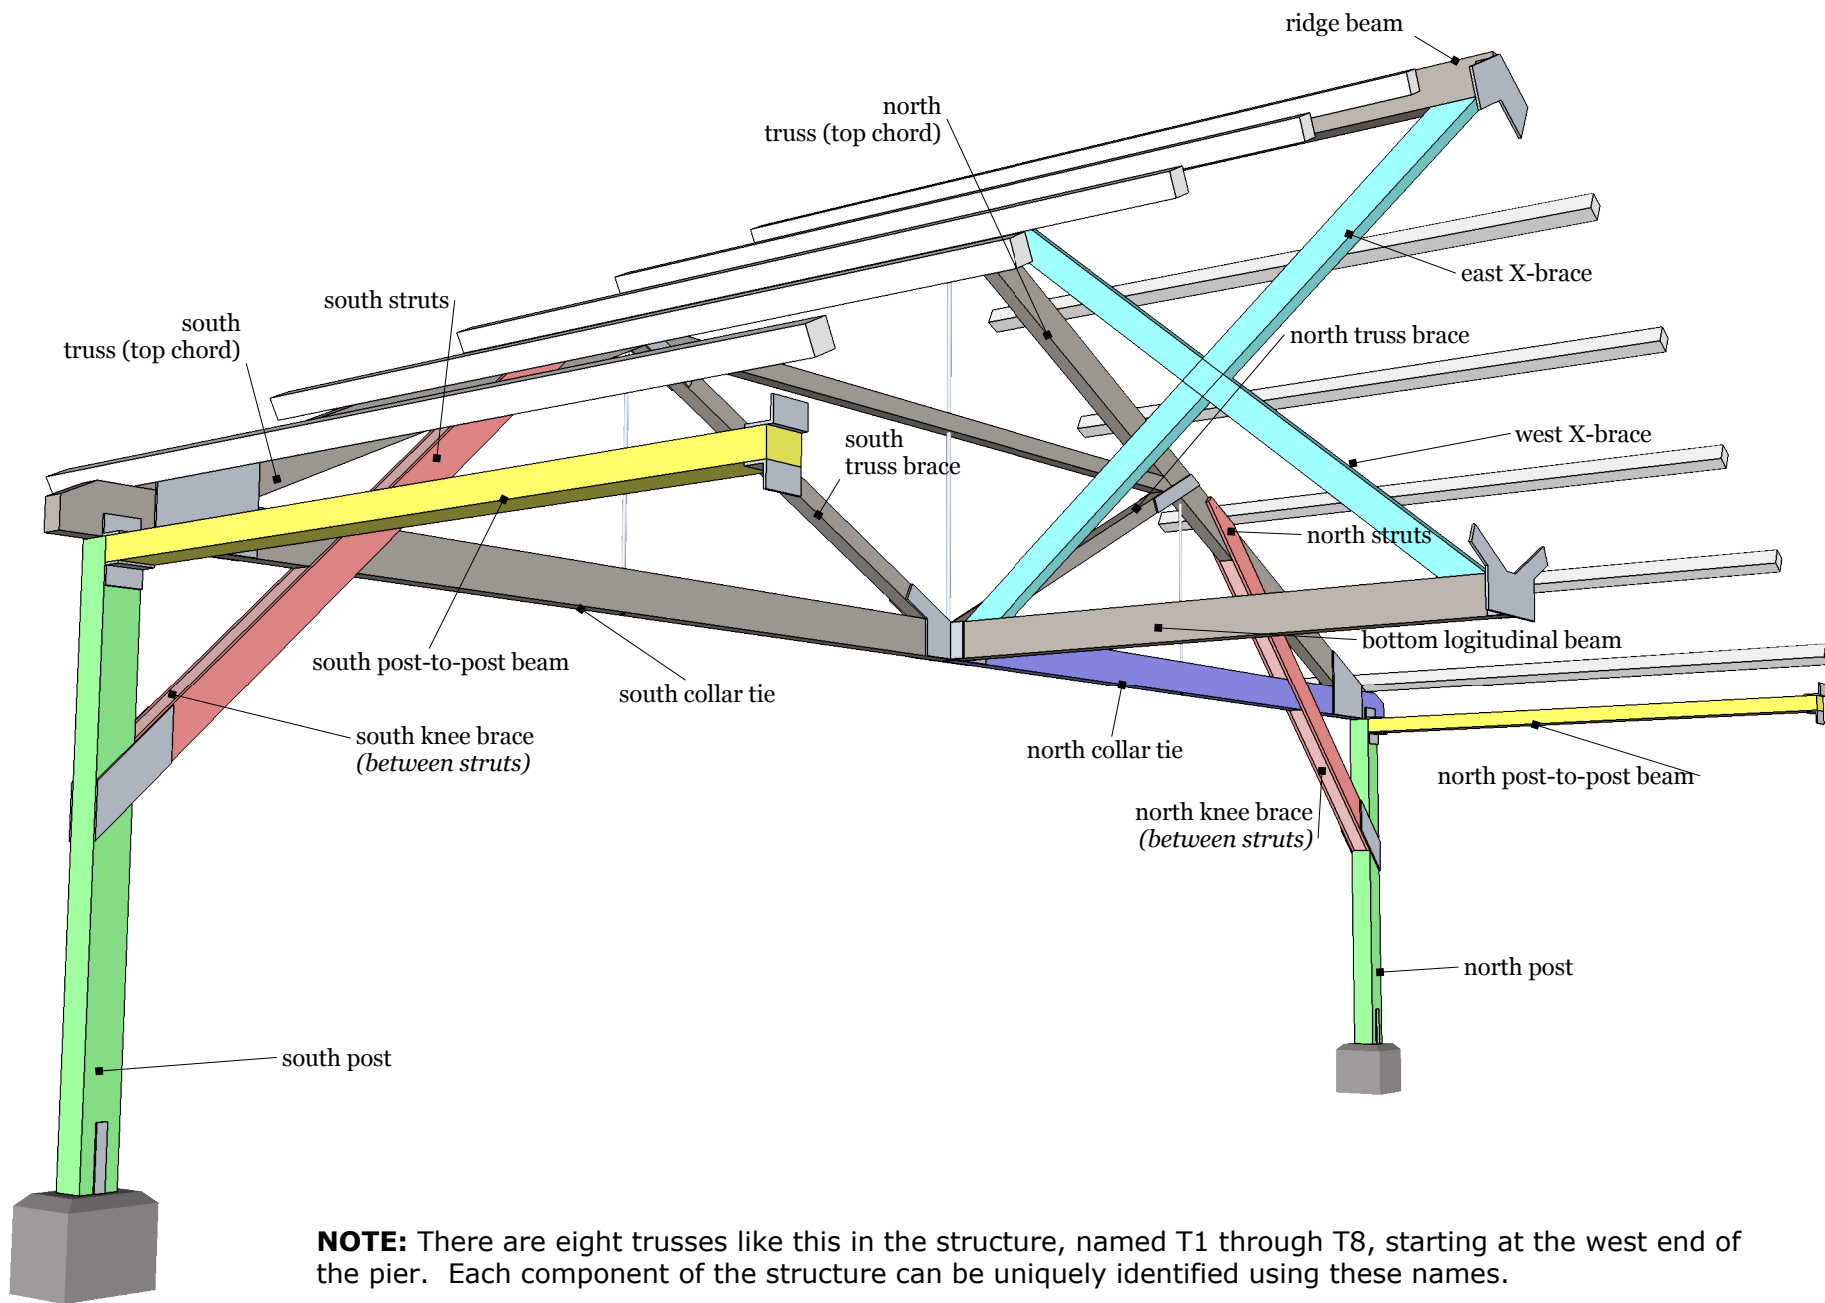 ridge beam
north
truss (top chord)
south struts
south
truss (top chord)
east X-brace
north truss brace
west X-brace
south
truss brace
north struts
bottom logitudinal beam
south post-to-post beam
south collar tie
south knee brace
(between struts)
north collar tie
north post-to-post beam
north knee brace
(between struts)
north post
south post
NOTE: There are eight trusses like this in the structure, named T1 through T8, starting at the west end of
the pier. Each component of the structure can be uniquely identified using these names.